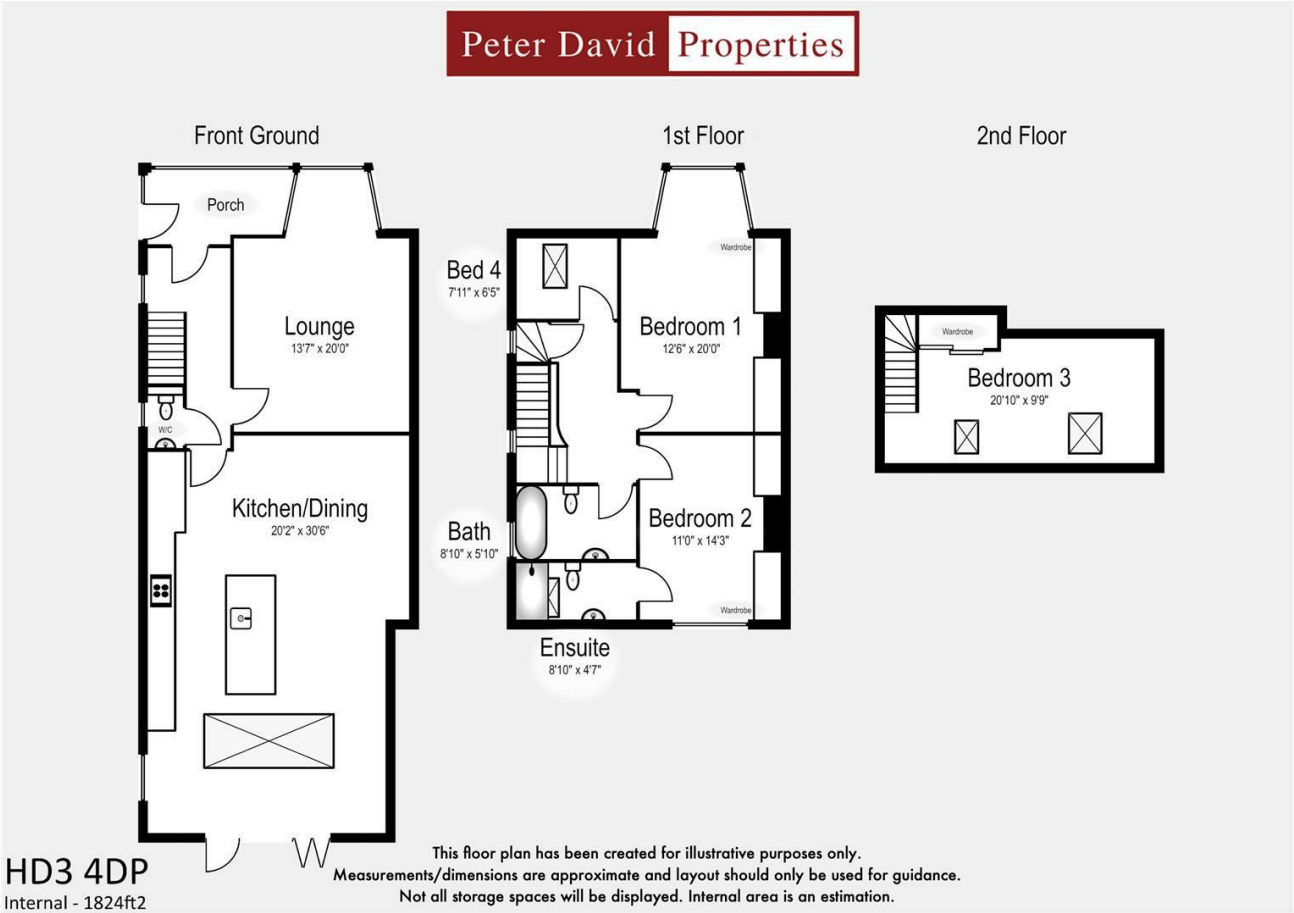 Peter David Properties
Front Ground
1st Floor
2nd Floor
Porch
Lounge
13'7" x 20'0"
W/C
Kitchen/Dining
20'2" x 30'6"
Bed 4
7'11" x 6'5"
Wardrobe
Bedroom 1
12'6" x 20'0"
Bedroom 2
11'0" x 14'3"
Wardrobe
Bath
8'10" x 5'10"
Ensuite
8'10" x 4'7"
Wardrobe
Bedroom 3
20'10" x 9'9"
HD3 4DP
Internal - 1824ft2
This floor plan has been created for illustrative purposes only.
Measurements/dimensions are approximate and layout should only be used for guidance.
Not all storage spaces will be displayed. Internal area is an estimation.